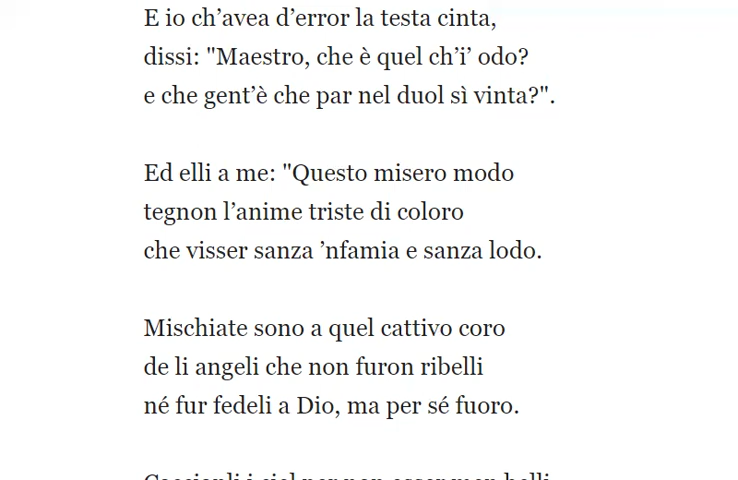 E io ch’avea d’error la testa cinta,
dissi: "Maestro, che è quel ch’i’ odo?
e che gent’è che par nel duol sì vinta?".
Ed elli a me: "Questo misero modo
tegnon l’anime triste di coloro
che visser sanza ’nfamia e sanza lodo.
Mischiate sono a quel cattivo coro
de li angeli che non furon ribelli
né fur fedeli a Dio, ma per sé fuoro.